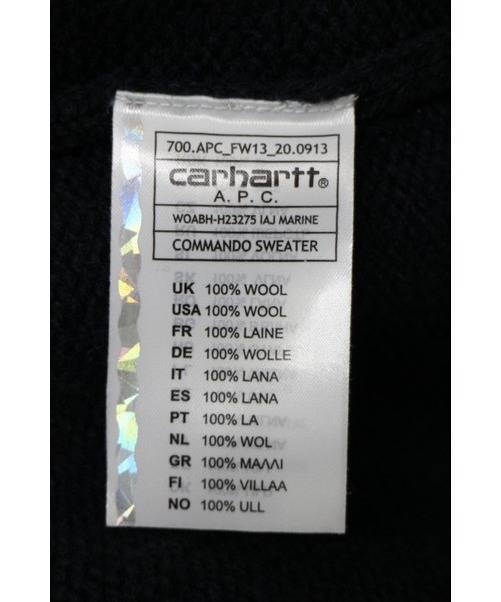 700.APC_FW13_20.0913
carhartt®
A. P. C.
WOABH-H23275 IAJ MARINE
COMMANDO SWEATER
UK 100% WOOL
USA 100% WOOL
FR 100% LAINE
DE 100% WOLLE
IT 100% LANA
ES 100% LANA
PT 100% LA
NL 100% WOL
GR 100% ΜΑΛΛΙ
FI 100% VILLAA
NO 100% ULL